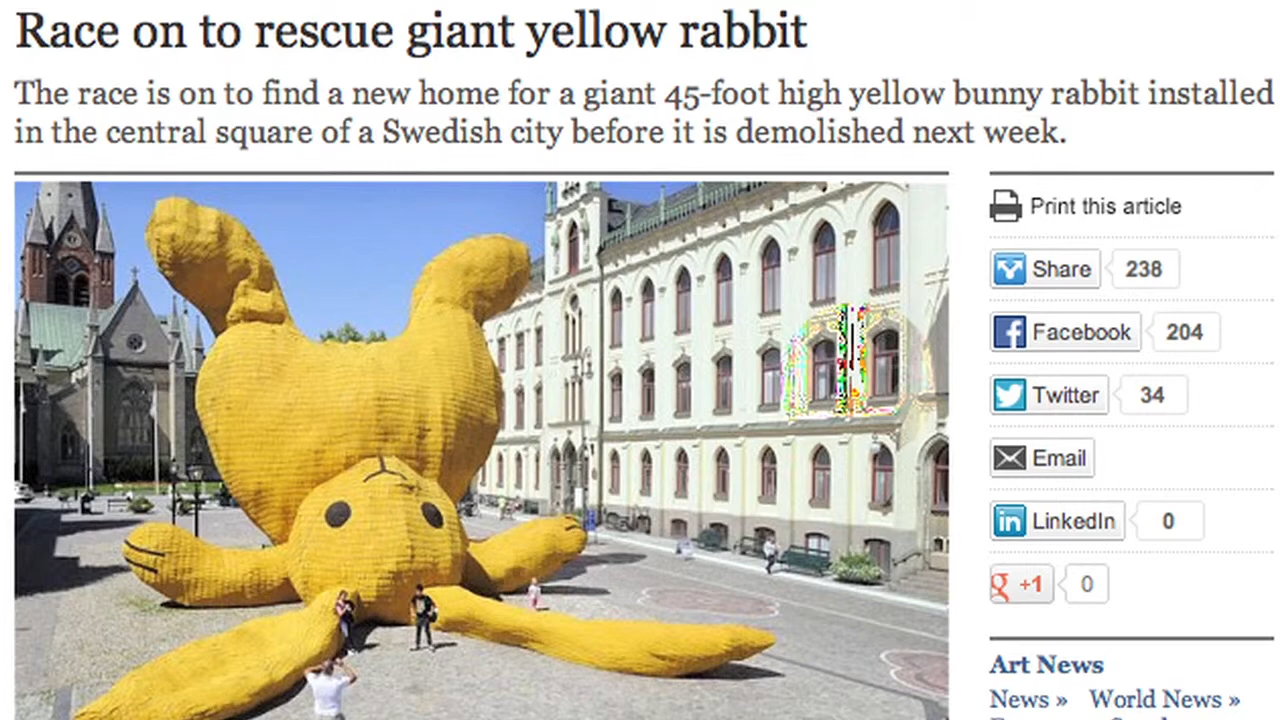 Race on to rescue giant yellow rabbit
The race is on to find a new home for a giant 45-foot high yellow bunny rabbit installed
in the central square of a Swedish city before it is demolished next week.
Print this article
Share 238
Facebook 204
Twitter 34
Email
in LinkedIn 0
g +1 0
Art News
News » World News »